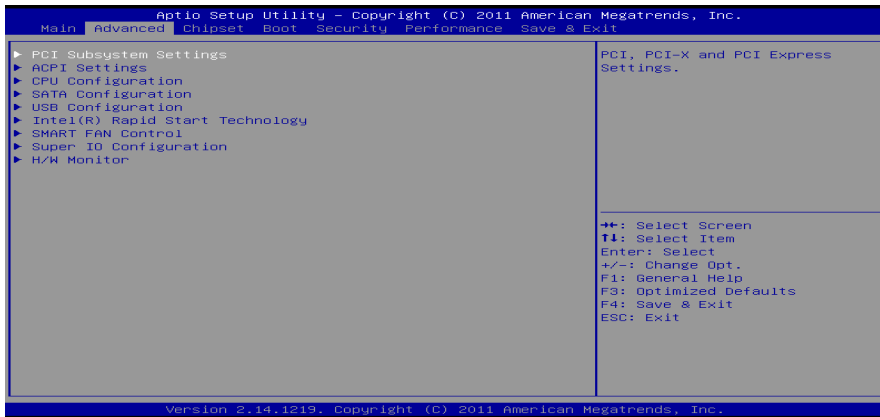 Aptio Setup Utility – Copyright (C) 2011 American Megatrends, Inc.
Main Advanced Chipset Boot Security Performance Save & Exit
▶ PCI Subsystem Settings
▶ ACPI Settings
▶ CPU Configuration
▶ SATA Configuration
▶ USB Configuration
▶ Intel(R) Rapid Start Technology
▶ SMART FAN Control
▶ Super IO Configuration
▶ H/W Monitor
PCI, PCI-X and PCI Express
Settings.
→←: Select Screen
↑↓: Select Item
Enter: Select
+/-: Change Opt.
F1: General Help
F3: Optimized Defaults
F4: Save & Exit
ESC: Exit
Version 2.14.1219. Copyright (C) 2011 American Megatrends, Inc.